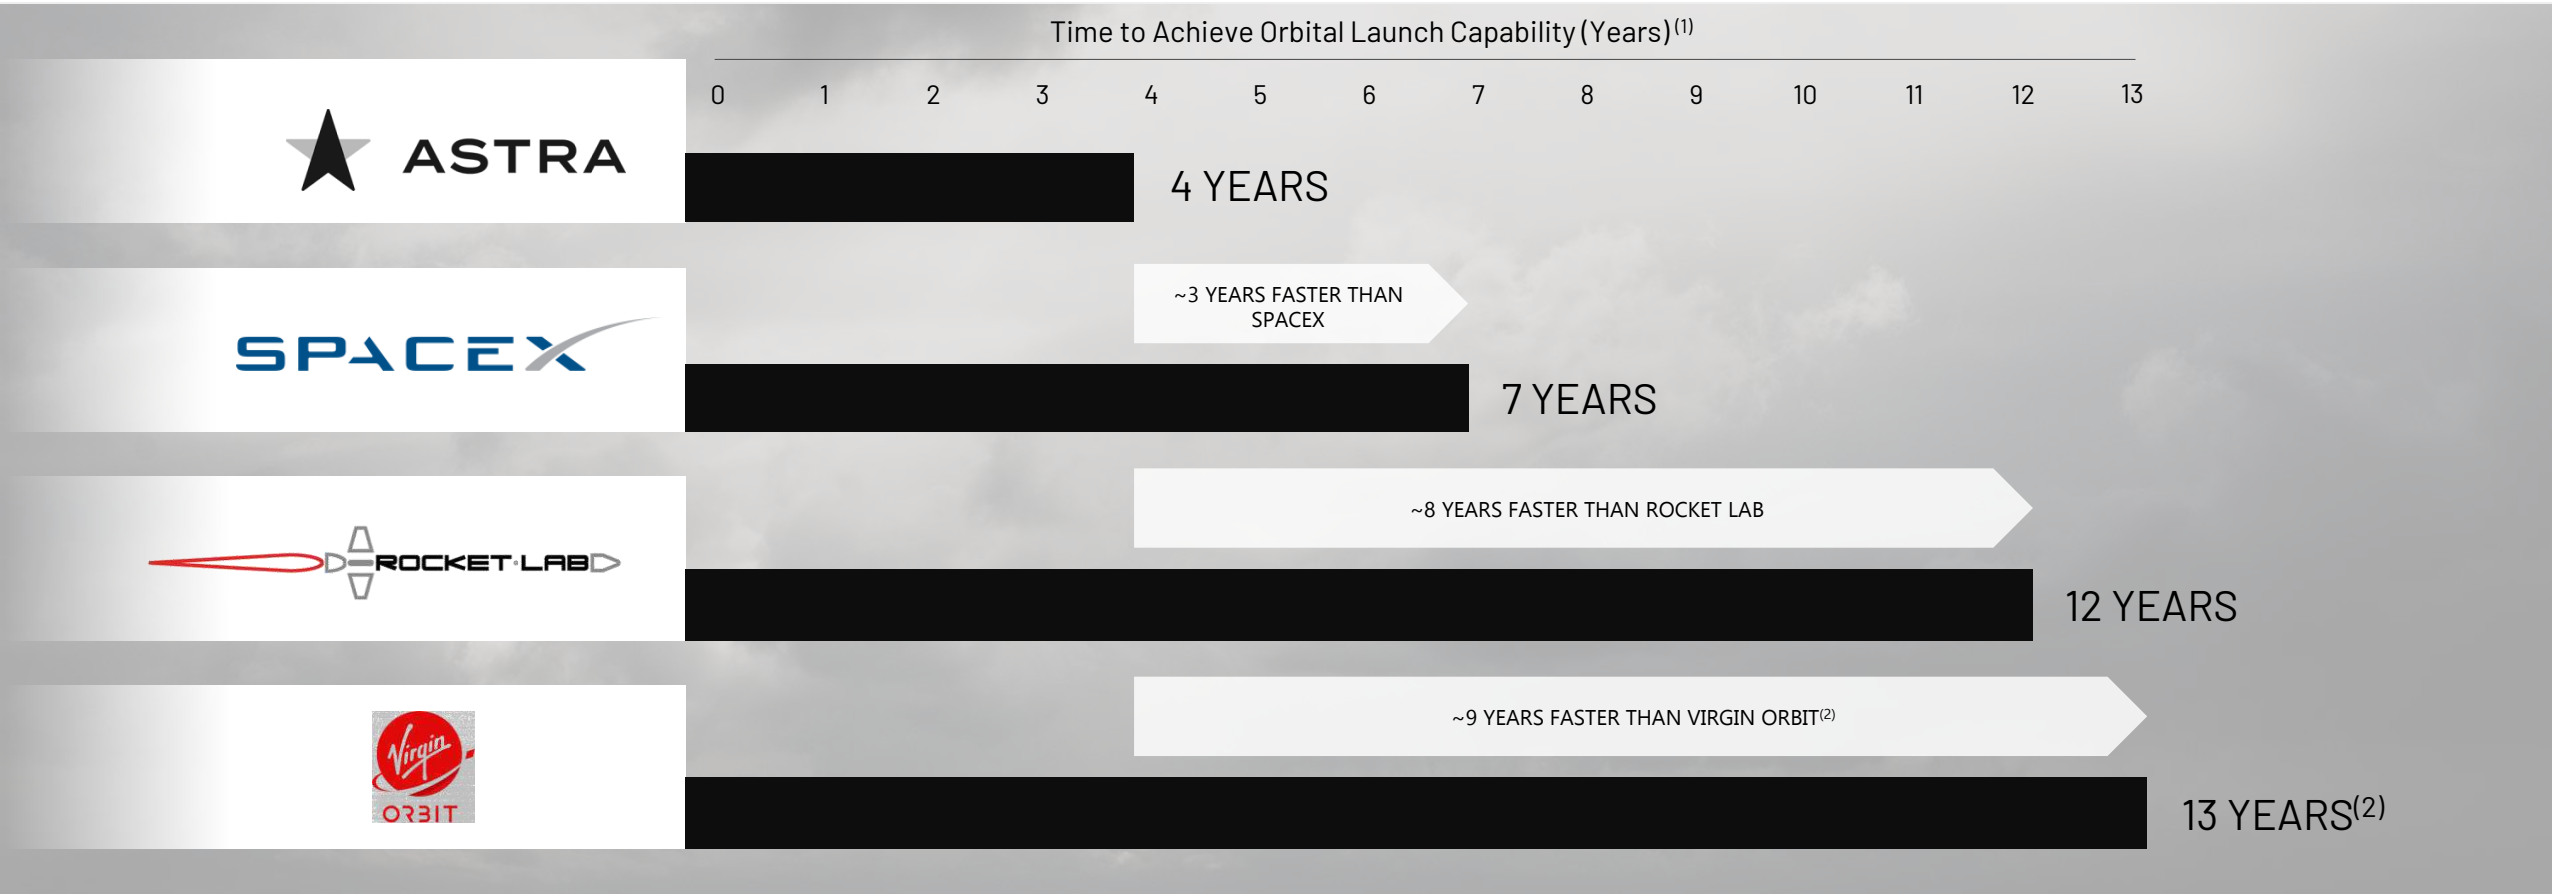 Time to Achieve Orbital Launch Capability (Years) (1)
0 1 2 3 4 5 6 7 8 9 10 11 12 13
ASTRA
4 YEARS
~3 YEARS FASTER THAN
SPACEX
SPACEX
7 YEARS
~8 YEARS FASTER THAN ROCKET LAB
ROCKET·LAB
12 YEARS
~9 YEARS FASTER THAN VIRGIN ORBIT(2)
Virgin
ORBIT
13 YEARS(2)